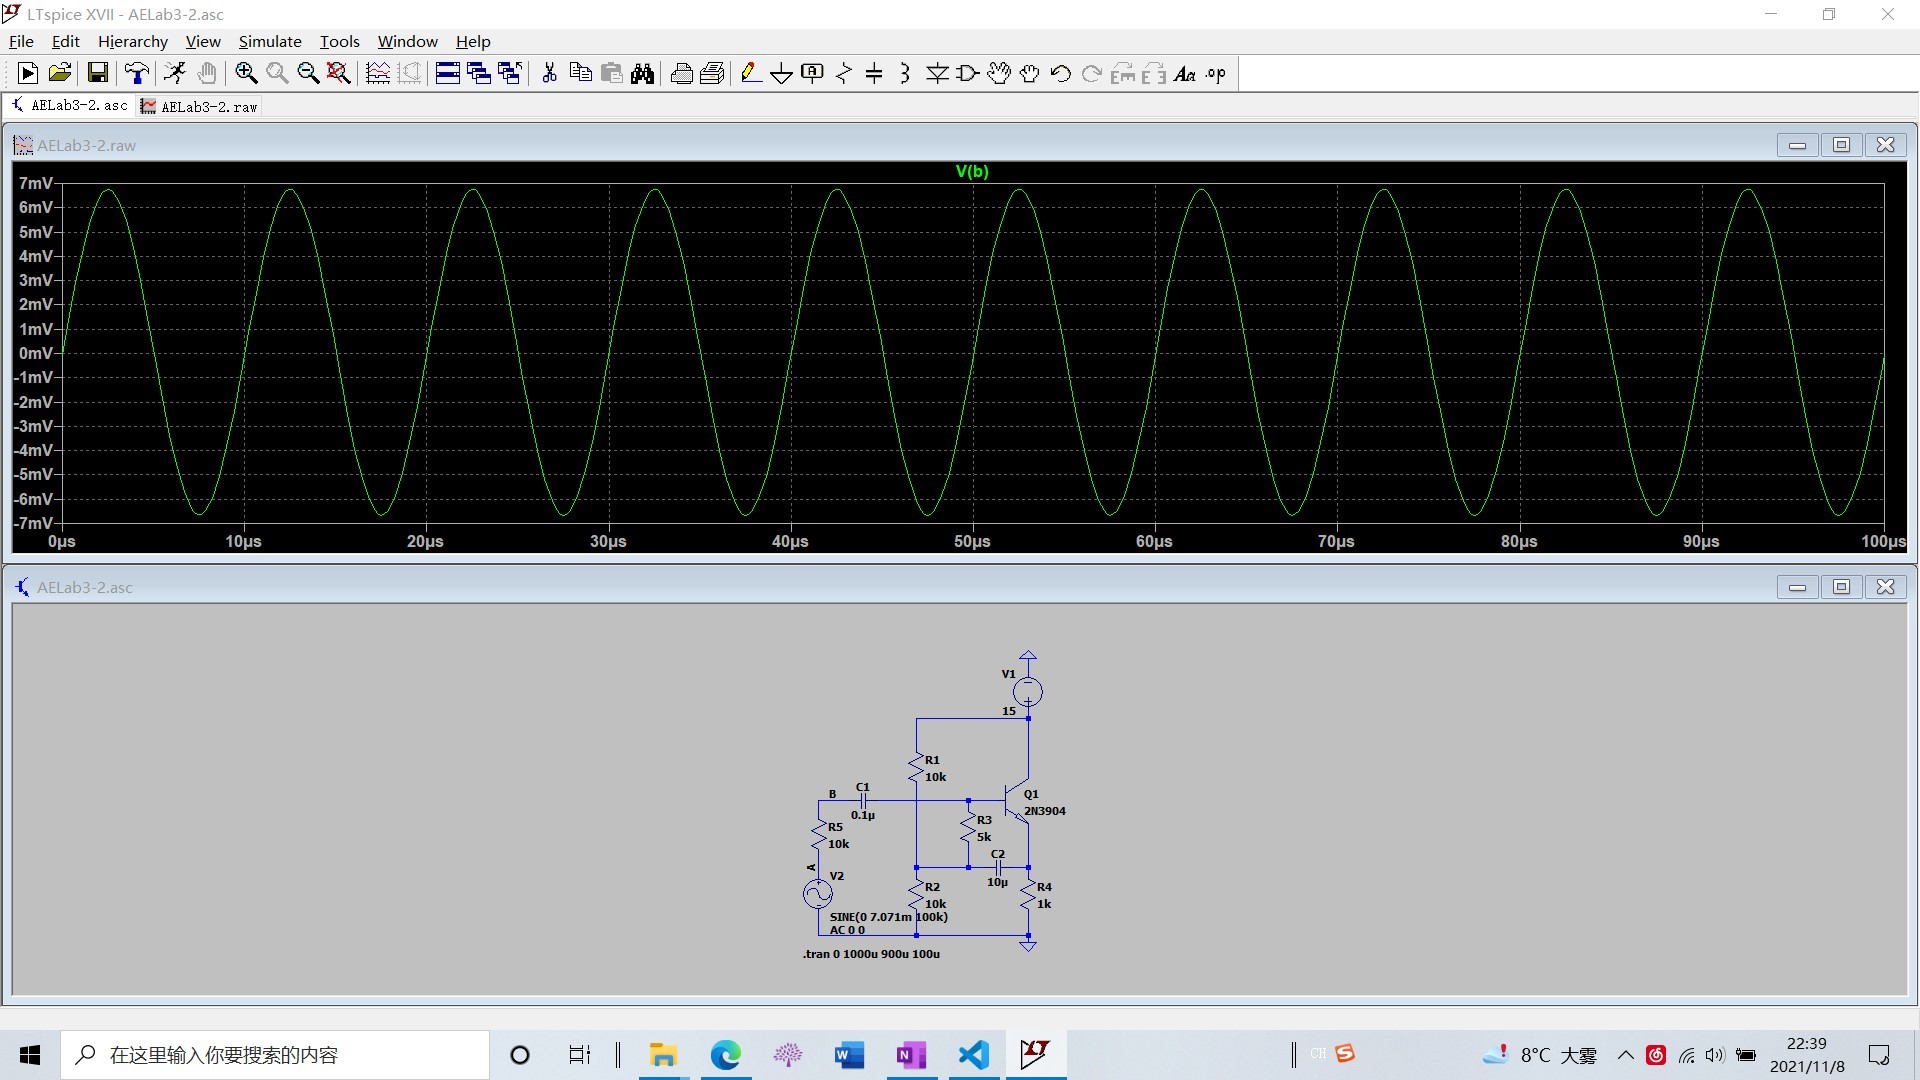 LTspice XVII - AELab3-2.asc
File Edit Hierarchy View Simulate Tools Window Help
.op
AELab3-2.asc AELab3-2.raw
AELab3-2.raw
V(b)
7mV
6mV
5mV
4mV
3mV
2mV
1mV
0mV
-1mV
-2mV
-3mV
-4mV
-5mV
-6mV
-7mV
0µs 10µs 20µs 30µs 40µs 50µs 60µs 70µs 80µs 90µs 100µs
AELab3-2.asc
V1
15
R1
10k
B C1
0.1µ
Q1
2N3904
R5
10k
R3
5k
C2
10µ
A
V2
R2
10k
R4
1k
SINE(0 7.071m 100k)
AC 0 0
.tran 0 1000u 900u 100u
在这里输入你要搜索的内容
CH
8°C 大雾
22:39
2021/11/8